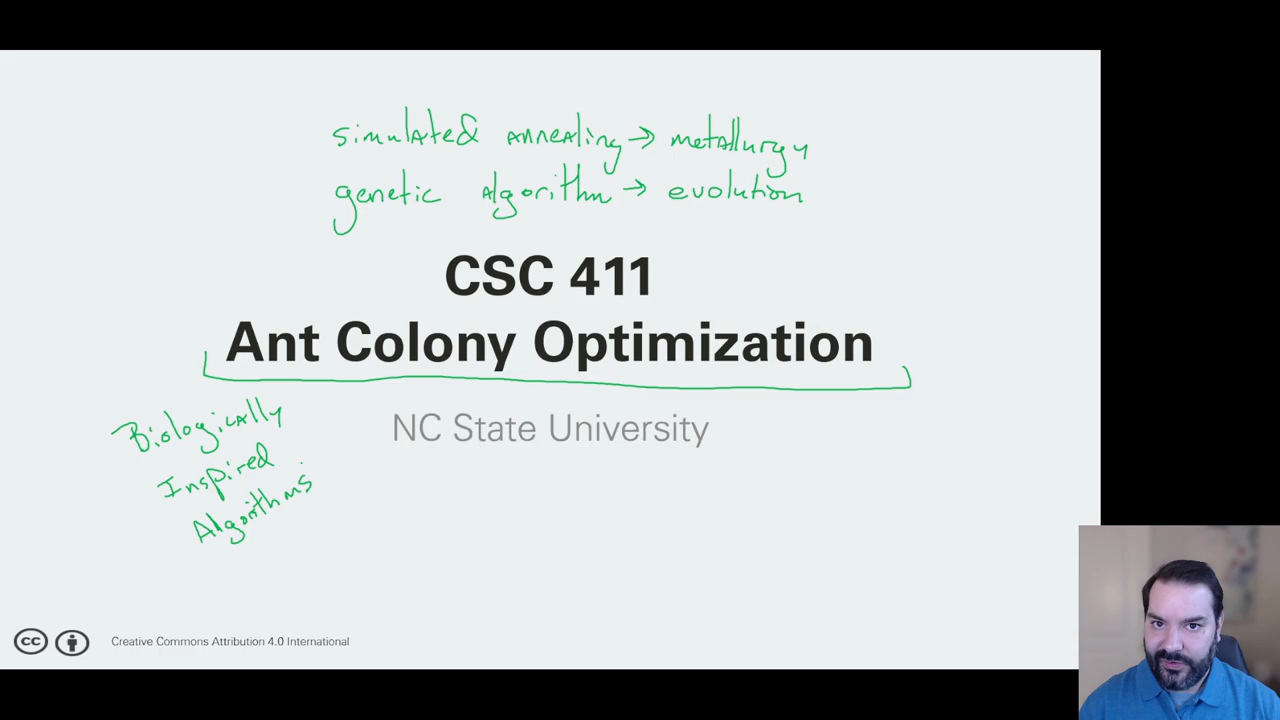 simulated annealing → metallurgy
genetic algorithm → evolution
CSC 411
Ant Colony Optimization
NC State University
Biologically
Inspired
Algorithms
cc
Creative Commons Attribution 4.0 International